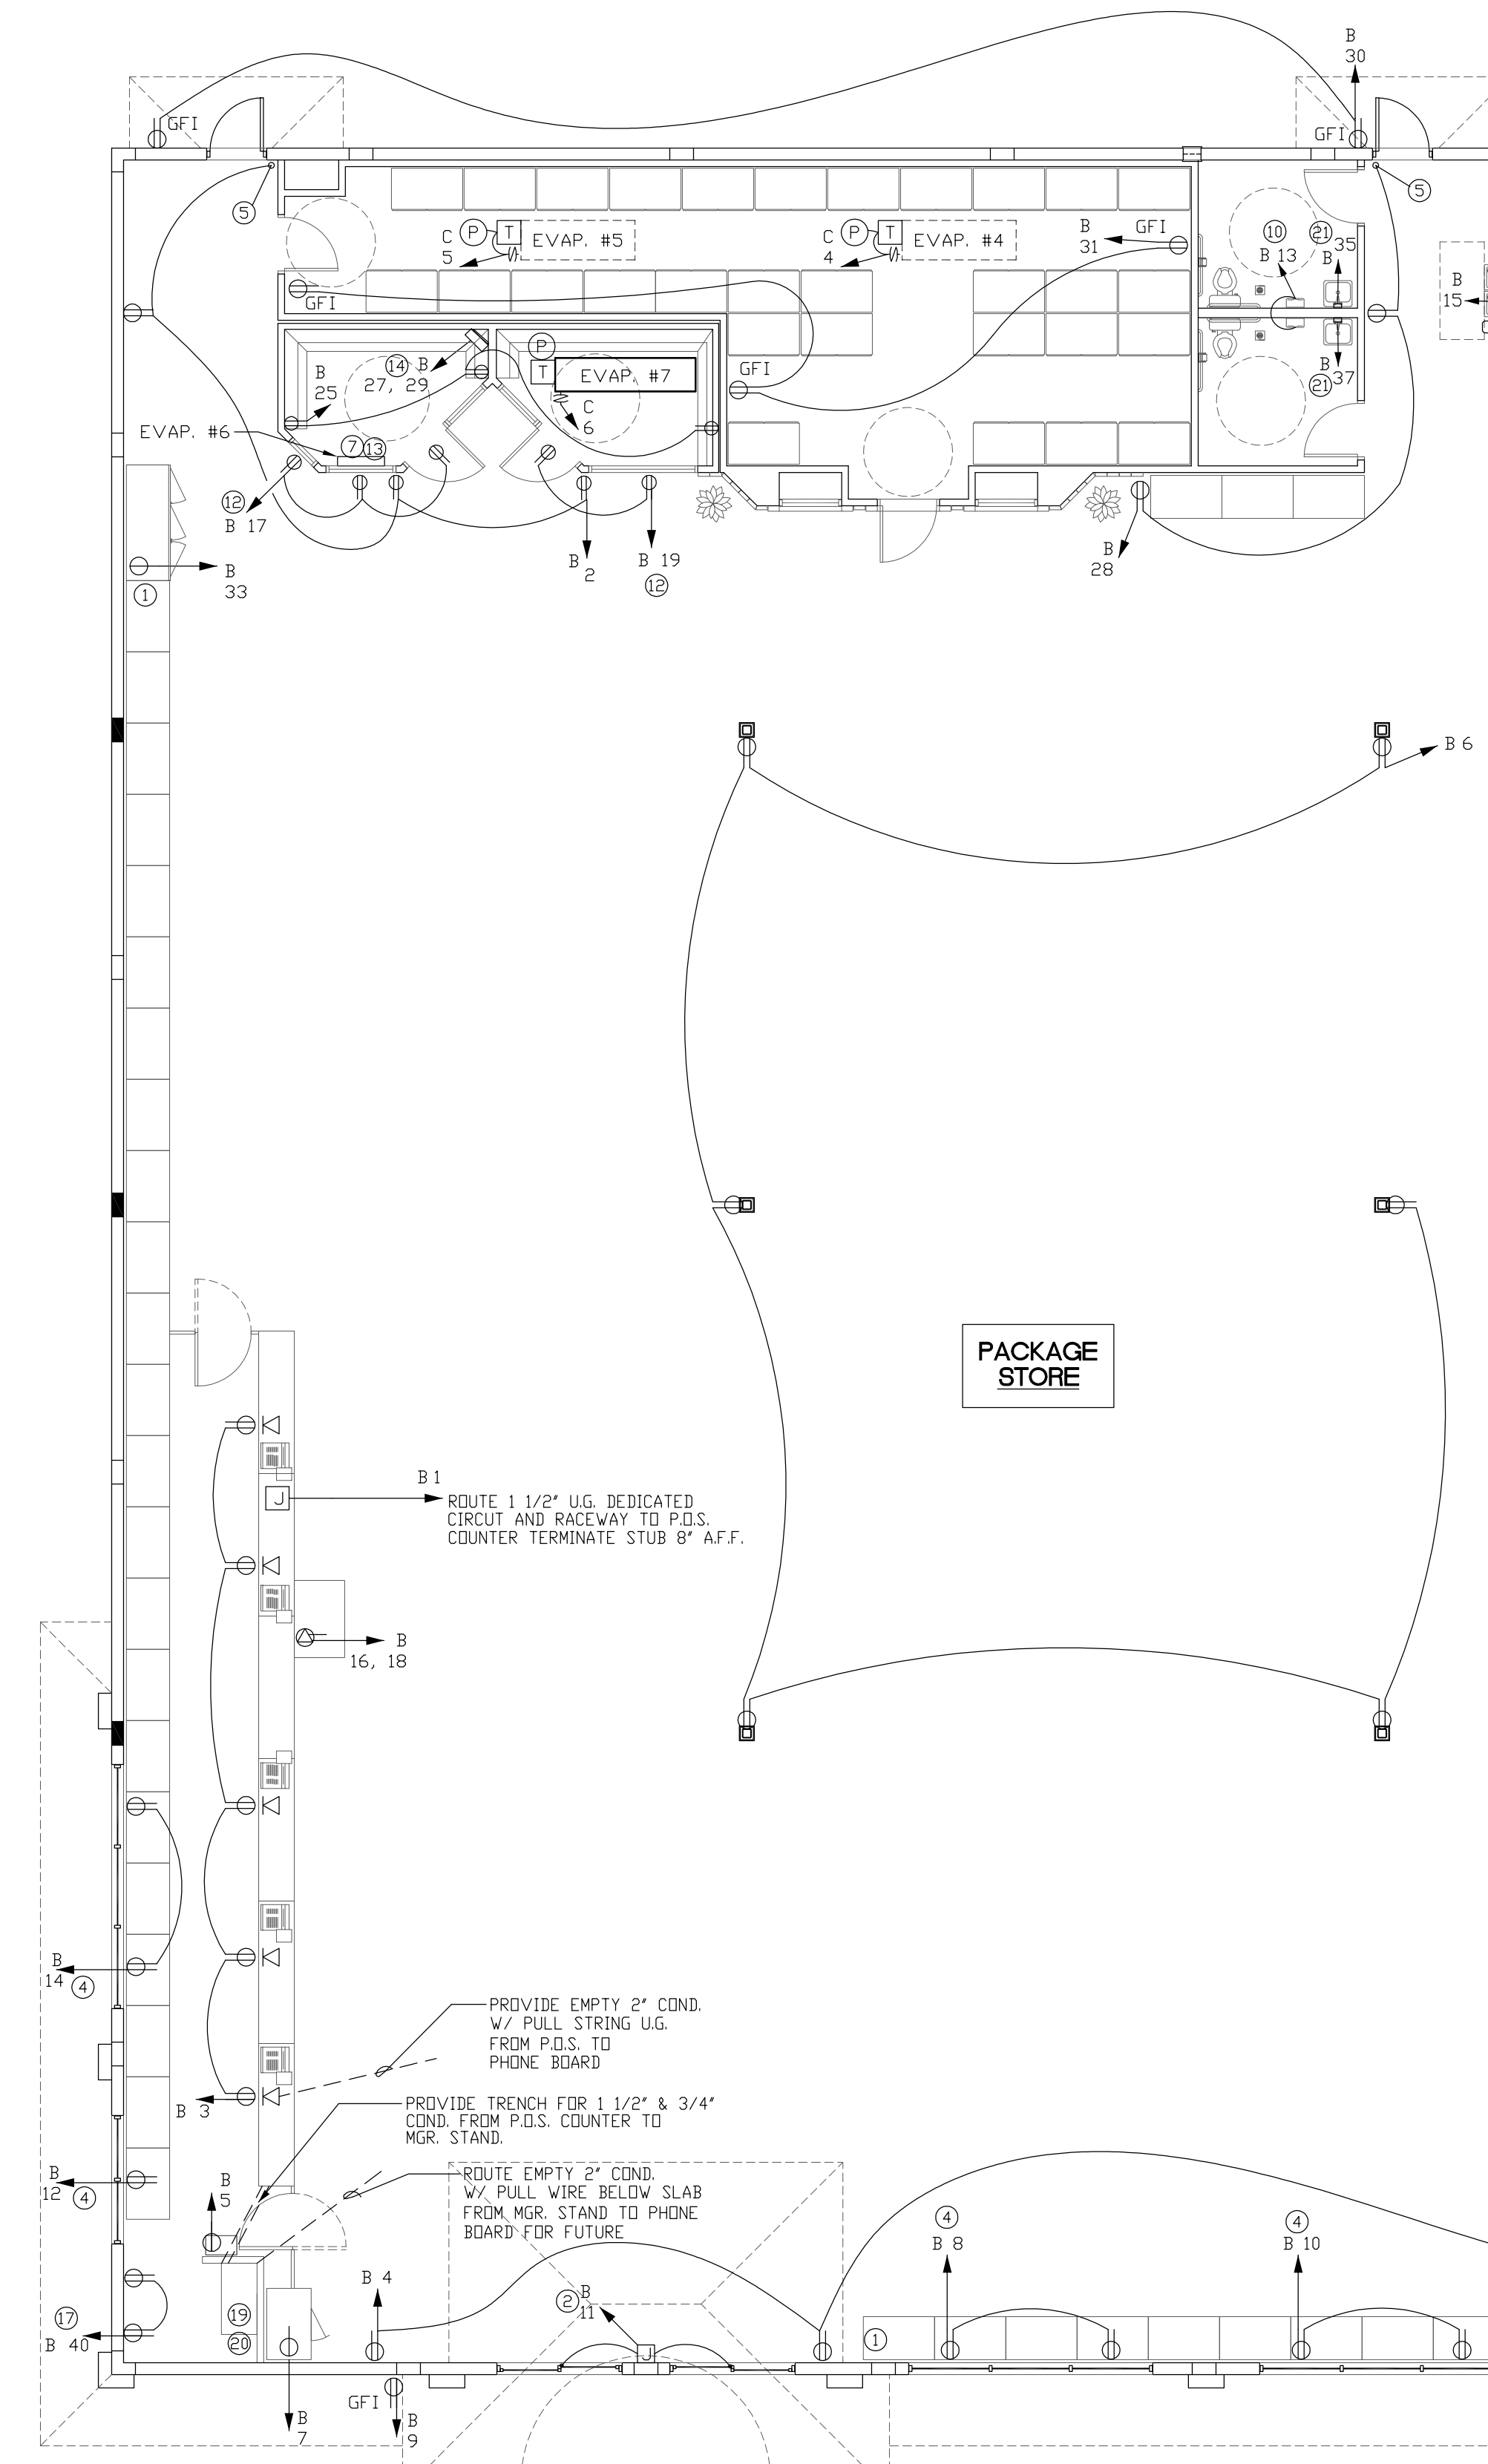 B
30
GFI
GFI
5
5
C
5
P
T
EVAP. #5
C
4
P
T
EVAP. #4
B
31
GFI
10
B 13
21
B
35
B
15
GFI
GFI
B
37
21
B
25
14
B
27, 29
P
T
EVAP. #7
C
6
EVAP. #6
7
13
12
B 17
B
2
B 19
12
B
28
B
33
1
B 6
PACKAGE
STORE
B 1
J
ROUTE 1 1/2" U.G. DEDICATED
CIRCUT AND RACEWAY TO P.O.S.
COUNTER TERMINATE STUB 8" A.F.F.
B
16, 18
B
14
4
PROVIDE EMPTY 2" COND.
W/ PULL STRING U.G.
FROM P.O.S. TO
PHONE BOARD
B 3
PROVIDE TRENCH FOR 1 1/2" & 3/4"
COND. FROM P.O.S. COUNTER TO
MGR. STAND.
B
12
4
B
5
ROUTE EMPTY 2" COND.
W/ PULL WIRE BELOW SLAB
FROM MGR. STAND TO PHONE
BOARD FOR FUTURE
4
B 8
4
B 10
B 4
2
B
11
17
B 40
19
20
1
J
GFI
B
7
B
9